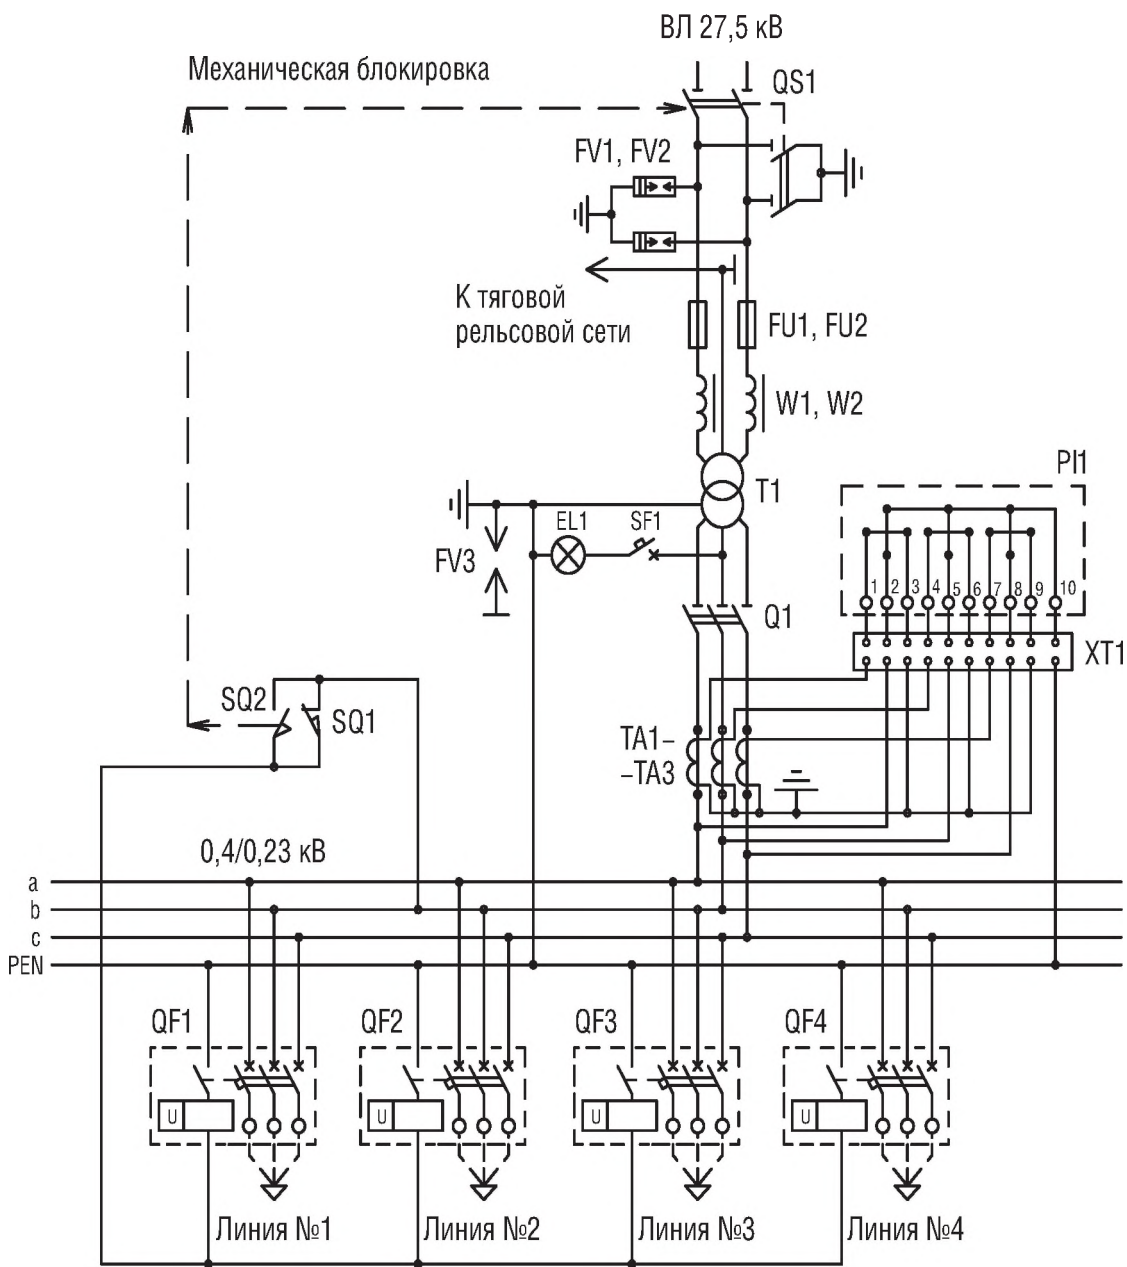 ВЛ 27,5 кВ
Механическая блокировка
QS1
FV1, FV2
К тяговой
рельсовой сети
FU1, FU2
W1, W2
PI1
T1
EL1
SF1
FV3
1 2 3 4 5 6 7 8 9 10
Q1
XT1
SQ2
SQ1
TA1–
–TA3
0,4/0,23 кВ
a
b
c
PEN
QF1
QF2
QF3
QF4
U
U
U
U
Линия №1
Линия №2
Линия №3
Линия №4